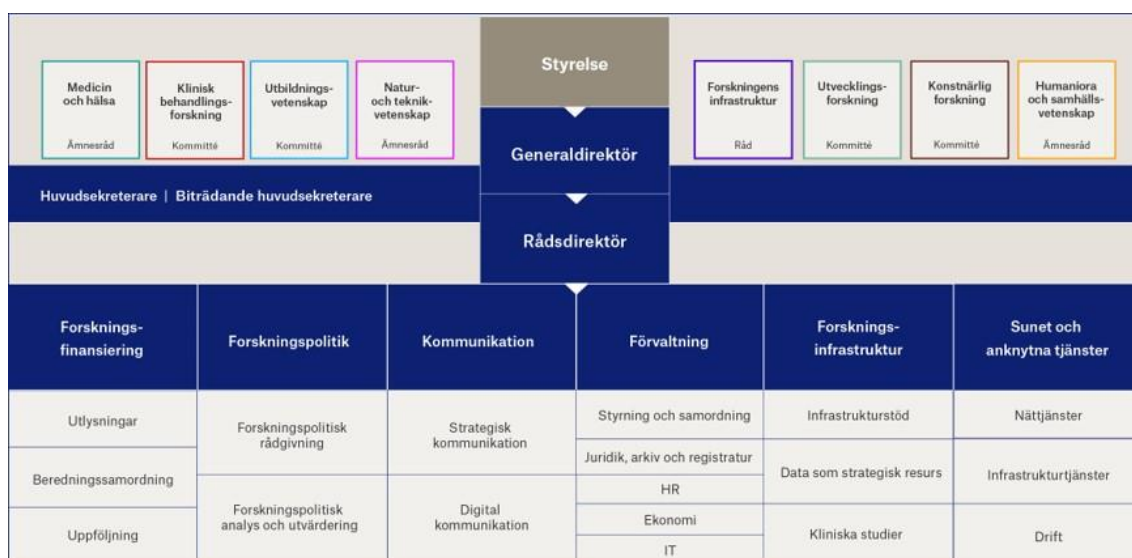 Styrelse
Medicin
och hälsa
Ämnesråd
Klinisk
behandlings-
forskning
Kommitté
Utbildnings-
vetenskap
Kommitté
Natur-
och teknik-
vetenskap
Ämnesråd
Forskningens
infrastruktur
Råd
Utvecklings-
forskning
Kommitté
Konstnärlig
forskning
Kommitté
Humaniora
och samhälls-
vetenskap
Ämnesråd
Generaldirektör
Huvudsekreterare | Biträdande huvudsekreterare
Rådsdirektör
Forsknings-
finansiering
Forskningspolitik
Kommunikation
Förvaltning
Forsknings-
infrastruktur
Sunet och
anknytna tjänster
Utlysningar
Beredningssamordning
Uppföljning
Forskningspolitisk
rådgivning
Forskningspolitisk
analys och utvärdering
Strategisk
kommunikation
Digital
kommunikation
Styrning och samordning
Juridik, arkiv och registratur
HR
Ekonomi
IT
Infrastrukturstöd
Data som strategisk resurs
Kliniska studier
Nättjänster
Infrastrukturtjänster
Drift